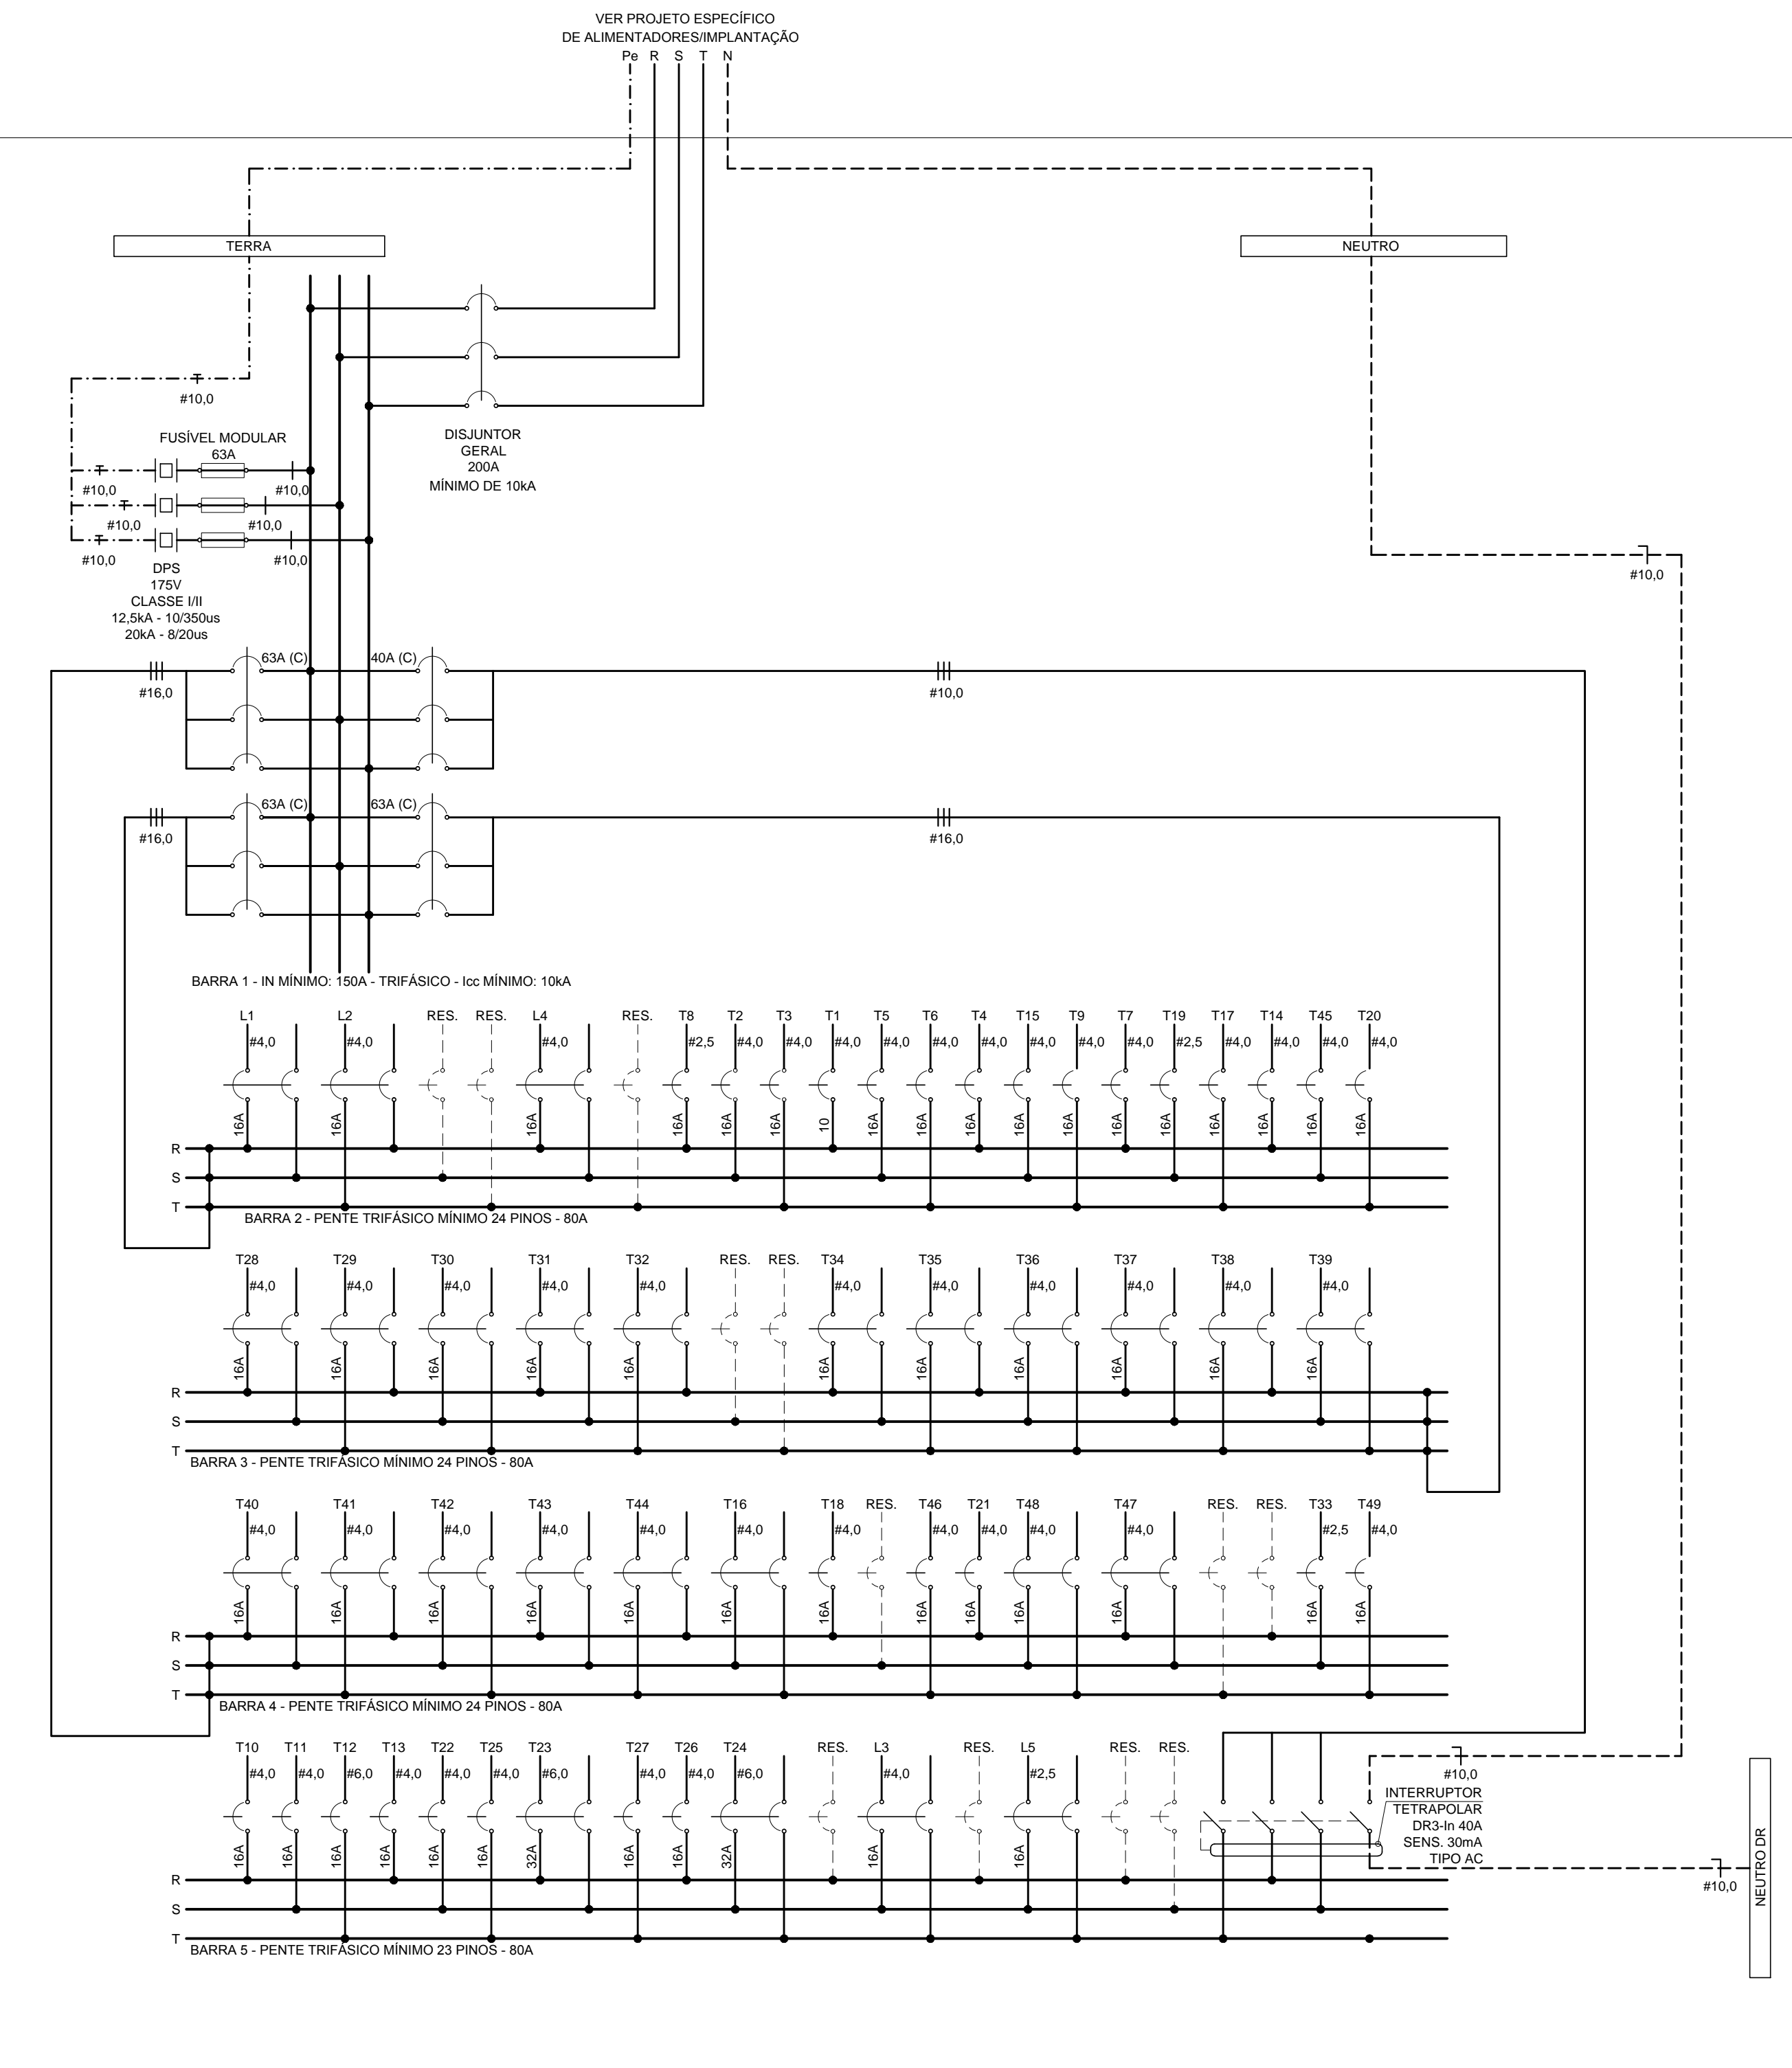 VER PROJETO ESPECÍFICO
DE ALIMENTADORES/IMPLANTAÇÃO
Pe R S T N
TERRA
NEUTRO
#10,0
FUSÍVEL MODULAR
63A
DISJUNTOR
GERAL
200A
MÍNIMO DE 10kA
#10,0 #10,0
#10,0 #10,0
#10,0 #10,0
#10,0
DPS
175V
CLASSE I/II
12,5kA - 10/350us
20kA - 8/20us
63A (C) 40A (C)
#16,0 #10,0
63A (C) 63A (C)
#16,0 #16,0
BARRA 1 - IN MÍNIMO: 150A - TRIFÁSICO - Icc MÍNIMO: 10kA
L1 L2 RES. RES. L4 RES. T8 T2 T3 T1 T5 T6 T4 T15 T9 T7 T19 T17 T14 T45 T20
#4,0 #4,0 #4,0 #2,5 #4,0 #4,0 #4,0 #4,0 #4,0 #4,0 #4,0 #4,0 #4,0 #2,5 #4,0 #4,0 #4,0 #4,0
16A 16A 16A 16A 16A 16A 10 16A 16A 16A 16A 16A 16A 16A 16A 16A 16A 16A
R
S
T
BARRA 2 - PENTE TRIFÁSICO MÍNIMO 24 PINOS - 80A
T28 T29 T30 T31 T32 RES. RES. T34 T35 T36 T37 T38 T39
#4,0 #4,0 #4,0 #4,0 #4,0 #4,0 #4,0 #4,0 #4,0 #4,0 #4,0
16A 16A 16A 16A 16A 16A 16A 16A 16A 16A 16A
R
S
T
BARRA 3 - PENTE TRIFÁSICO MÍNIMO 24 PINOS - 80A
T40 T41 T42 T43 T44 T16 T18 RES. T46 T21 T48 T47 RES. RES. T33 T49
#4,0 #4,0 #4,0 #4,0 #4,0 #4,0 #4,0 #4,0 #4,0 #4,0 #4,0 #2,5 #4,0
16A 16A 16A 16A 16A 16A 16A 16A 16A 16A 16A 16A 16A
R
S
T
BARRA 4 - PENTE TRIFÁSICO MÍNIMO 24 PINOS - 80A
T10 T11 T12 T13 T22 T25 T23 T27 T26 T24 RES. L3 RES. L5 RES. RES.
#4,0 #4,0 #6,0 #4,0 #4,0 #4,0 #6,0 #4,0 #4,0 #6,0 #4,0 #2,5 #10,0
INTERRUPTOR
TETRAPOLAR
DR3-In 40A
SENS. 30mA
TIPO AC
16A 16A 16A 16A 16A 16A 32A 16A 16A 32A 16A 16A
#10,0
NEUTRO DR
R
S
T
BARRA 5 - PENTE TRIFÁSICO MÍNIMO 23 PINOS - 80A